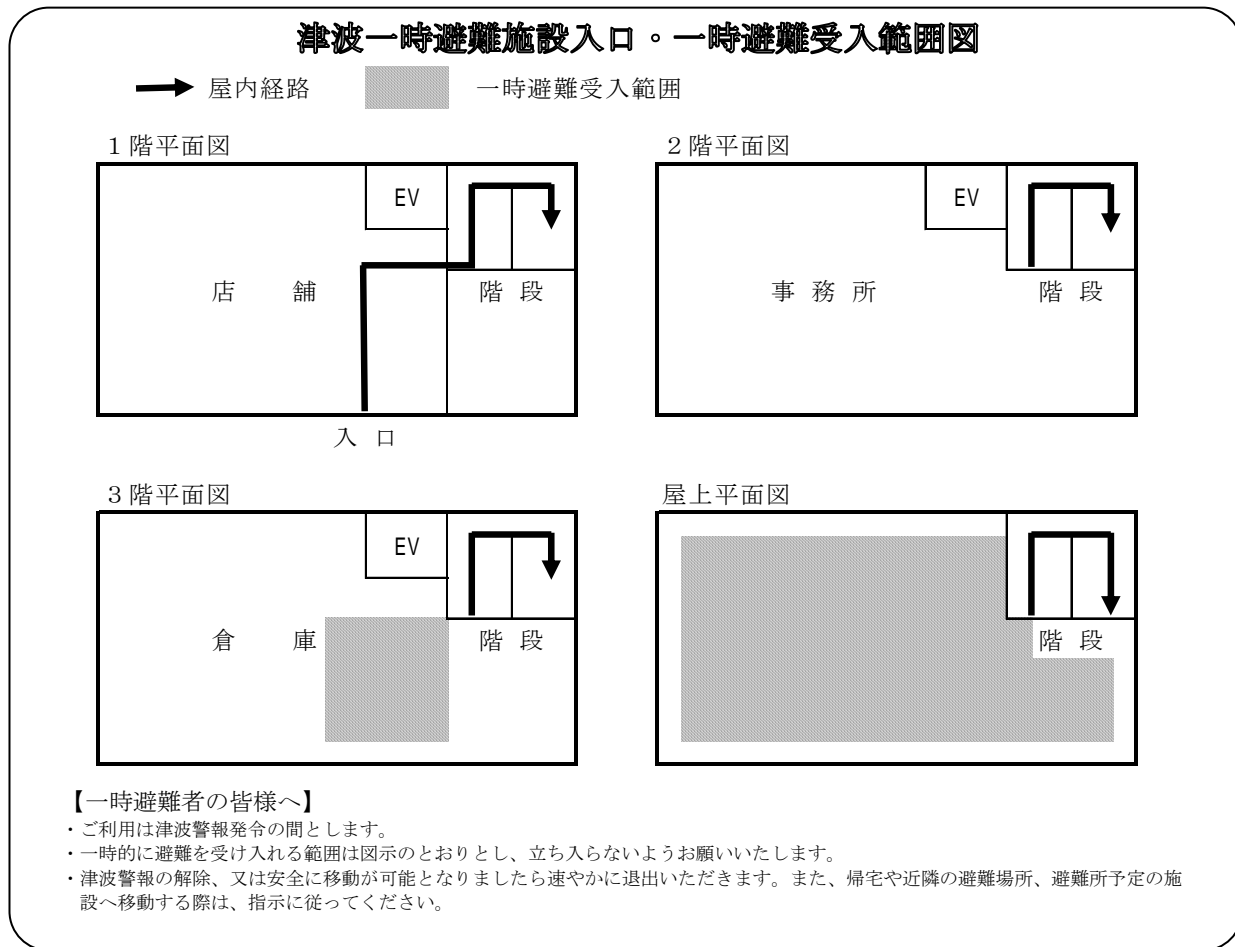 津波一時避難施設入口・一時避難受入範囲図
屋内経路 一時避難受入範囲
１階平面図
EV
店舗
階段
入口
２階平面図
EV
事務所
階段
３階平面図
EV
倉庫
階段
屋上平面図
階段
【一時避難者の皆様へ】
・ご利用は津波警報発令の間とします。
・一時的に避難を受け入れる範囲は図示のとおりとし、立ち入らないようお願いいたします。
・津波警報の解除、又は安全に移動が可能となりましたら速やかに退出いただきます。また、帰宅や近隣の避難場所、避難所予定の施
設へ移動する際は、指示に従ってください。